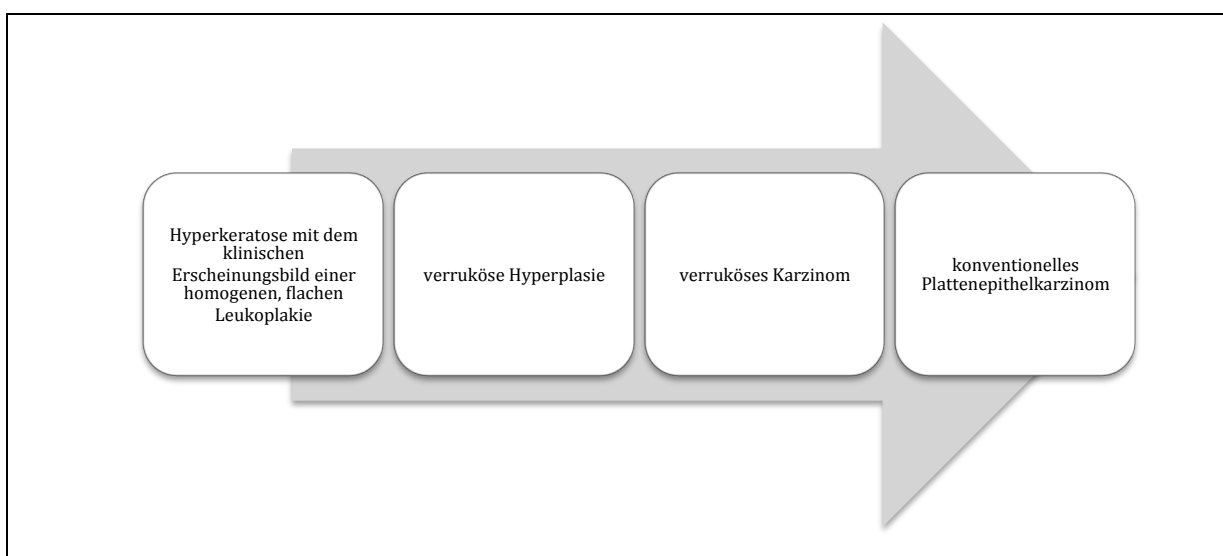 Hyperkeratose mit dem
klinischen
Erscheinungsbild einer
homogenen, flachen
Leukoplakie
verruköse Hyperplasie
verruköses Karzinom
konventionelles
Plattenepithelkarzinom